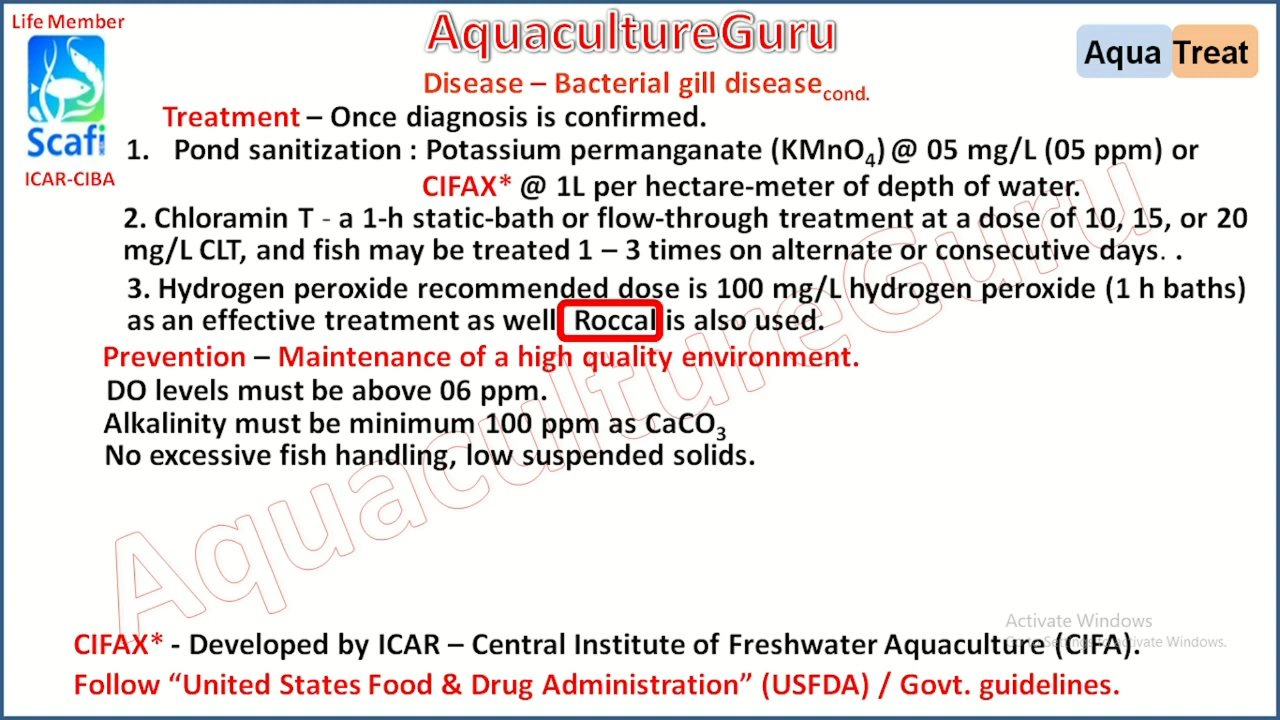 Life Member
AquacultureGuru
Aqua Treat
Scafi
ICAR-CIBA
Disease – Bacterial gill disease cond.
Treatment – Once diagnosis is confirmed.
1. Pond sanitization : Potassium permanganate (KMnO4) @ 05 mg/L (05 ppm) or
CIFAX* @ 1L per hectare-meter of depth of water.
2. Chloramin T - a 1-h static-bath or flow-through treatment at a dose of 10, 15, or 20
mg/L CLT, and fish may be treated 1 – 3 times on alternate or consecutive days. .
3. Hydrogen peroxide recommended dose is 100 mg/L hydrogen peroxide (1 h baths)
as an effective treatment as well Roccal is also used.
Prevention – Maintenance of a high quality environment.
DO levels must be above 06 ppm.
Alkalinity must be minimum 100 ppm as CaCO3
No excessive fish handling, low suspended solids.
AquacultureGuru
Activate Windows
Go to Settings to activate Windows.
CIFAX* - Developed by ICAR – Central Institute of Freshwater Aquaculture (CIFA).
Follow “United States Food & Drug Administration” (USFDA) / Govt. guidelines.